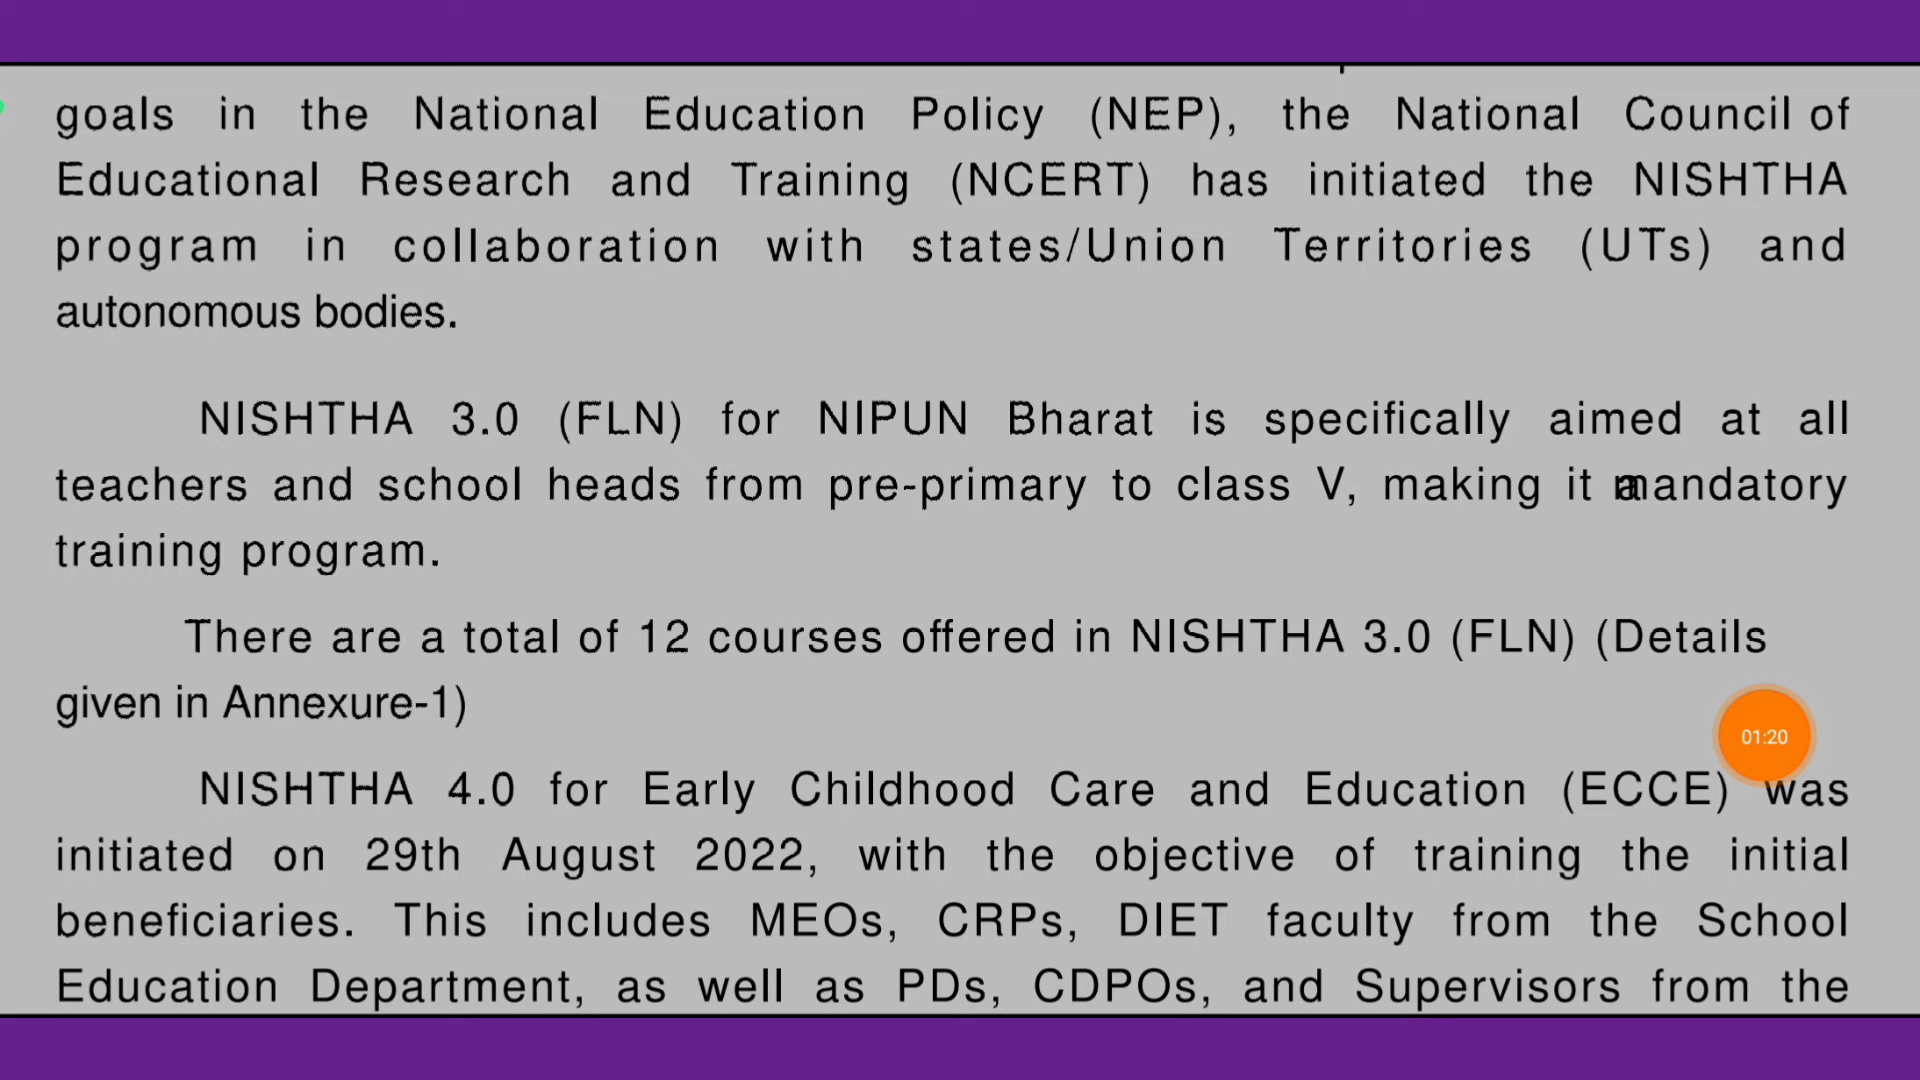 goals in the National Education Policy (NEP), the National Council of
Educational Research and Training (NCERT) has initiated the NISHTHA
program in collaboration with states/Union Territories (UTs) and
autonomous bodies.
NISHTHA 3.0 (FLN) for NIPUN Bharat is specifically aimed at all
teachers and school heads from pre-primary to class V, making it a mandatory
training program.
There are a total of 12 courses offered in NISHTHA 3.0 (FLN) (Details
given in Annexure-1)
01:20
NISHTHA 4.0 for Early Childhood Care and Education (ECCE) was
initiated on 29th August 2022, with the objective of training the initial
beneficiaries. This includes MEOs, CRPs, DIET faculty from the School
Education Department, as well as PDs, CDPOs, and Supervisors from the